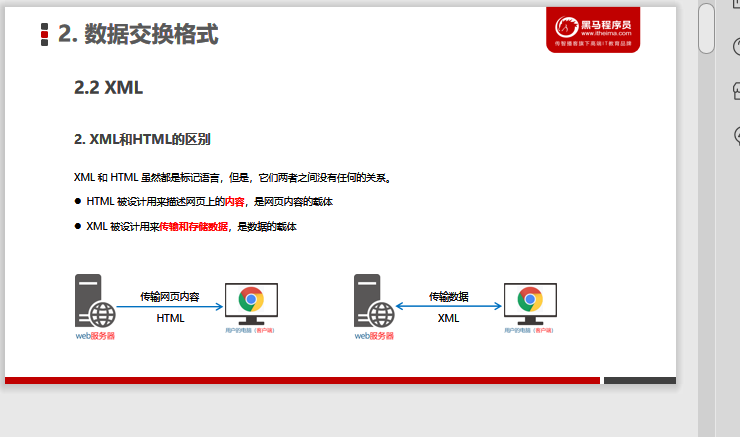 2. 数据交换格式
黑马程序员
www.itheima.com
传智播客旗下高端IT教育品牌
2.2 XML
2. XML和HTML的区别
XML 和 HTML 虽然都是标记语言，但是，它们两者之间没有任何的关系。
● HTML 被设计用来描述网页上的内容，是网页内容的载体
● XML 被设计用来传输和存储数据，是数据的载体
传输网页内容
HTML
web服务器
用户的电脑（客户端）
传输数据
XML
web服务器
用户的电脑（客户端）